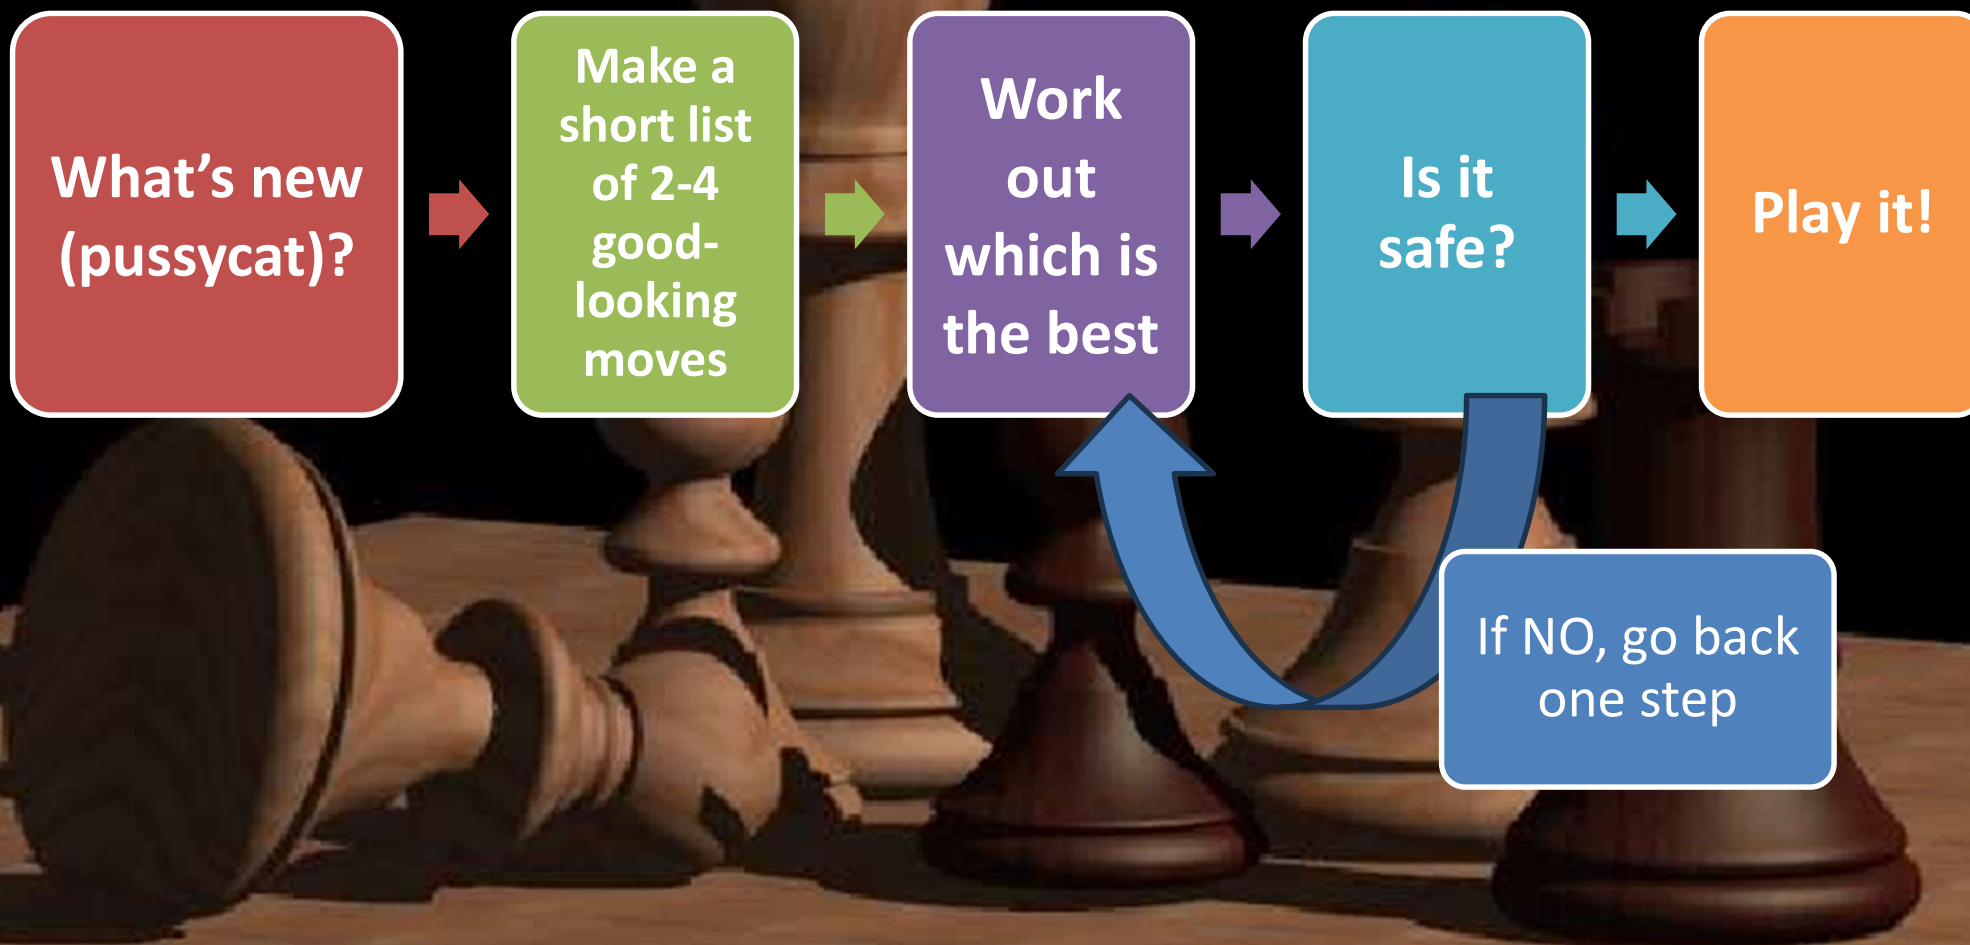 What’s new
(pussycat)?
Make a
short list
of 2-4
good-
looking
moves
Work
out
which is
the best
Is it
safe?
Play it!
If NO, go back
one step